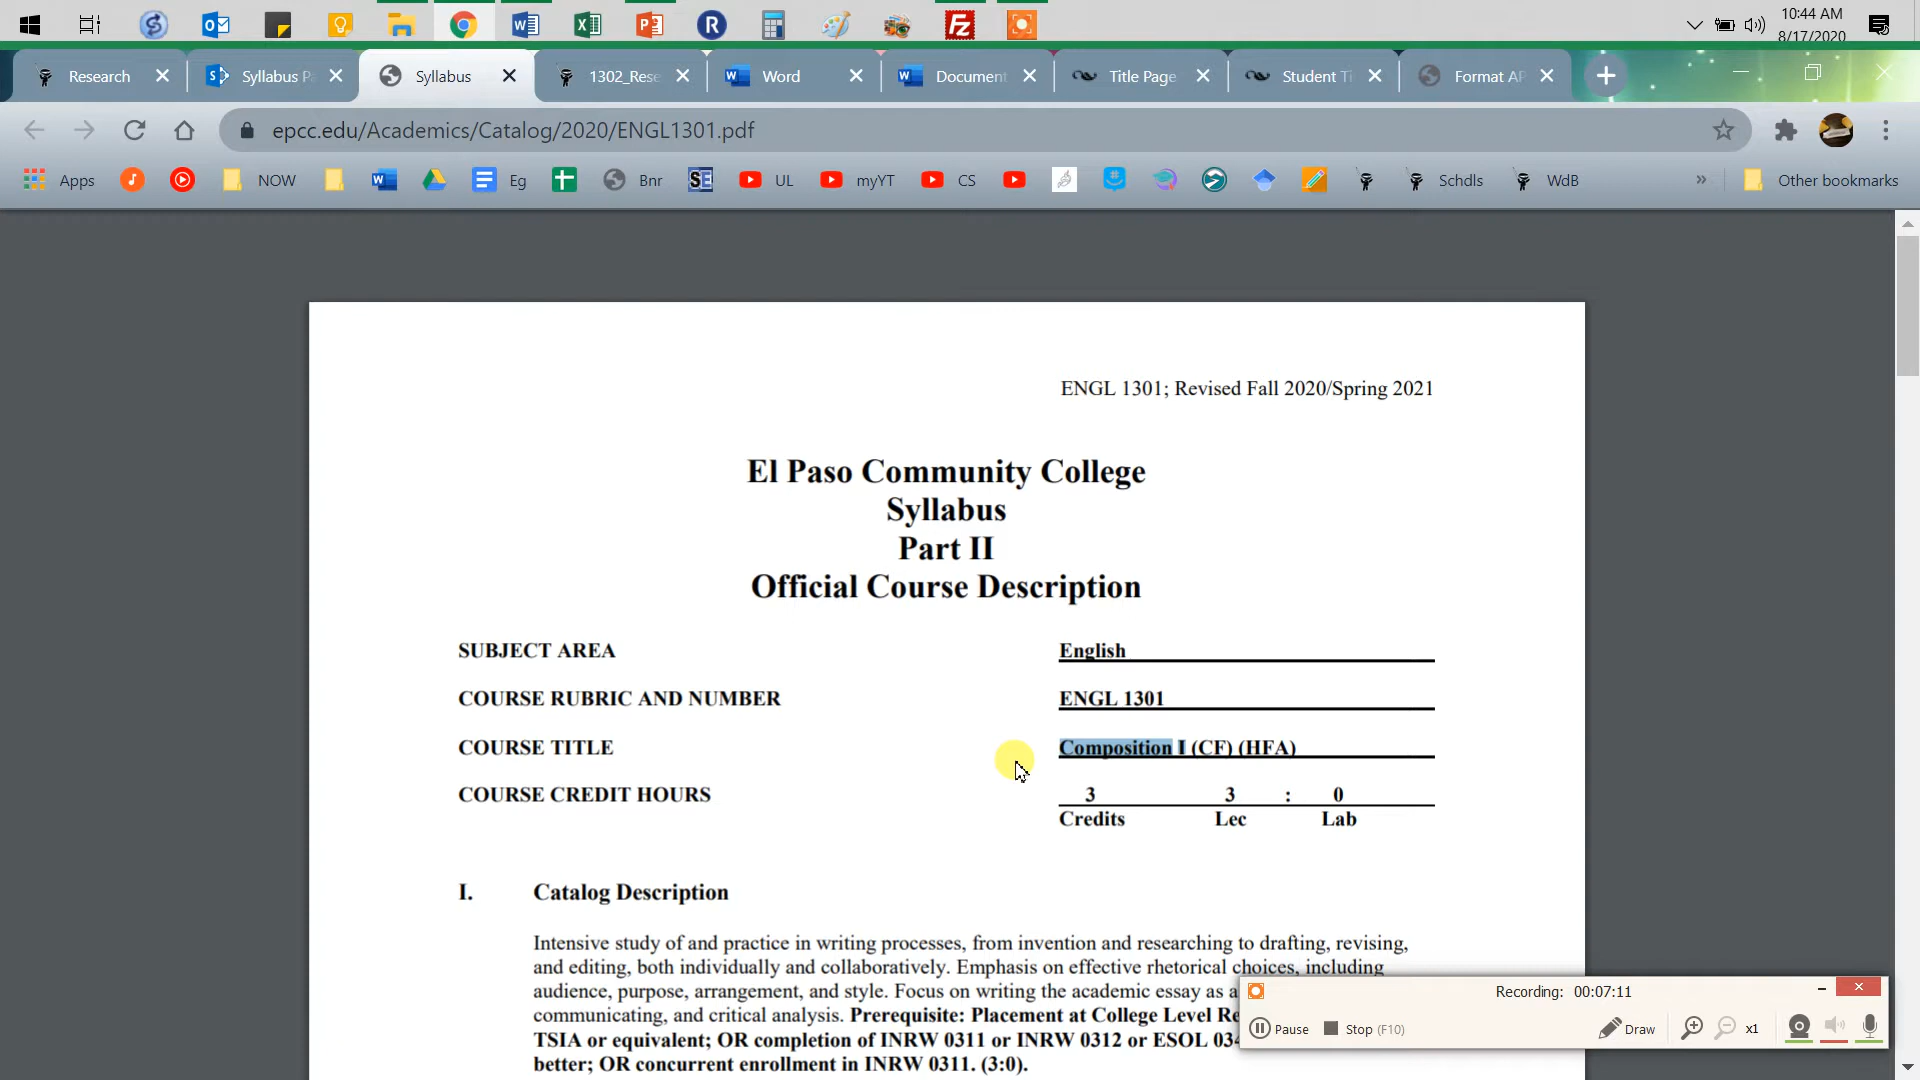 10:44 AM
8/17/2020
Research
Syllabus Pa
Syllabus
1302_Rese
Word
Document
Title Page
Student Ti
Format AP
epcc.edu/Academics/Catalog/2020/ENGL1301.pdf
Apps
NOW
Eg
Bnr
SE
UL
myYT
CS
Schdls
WdB
»
Other bookmarks
ENGL 1301; Revised Fall 2020/Spring 2021
El Paso Community College
Syllabus
Part II
Official Course Description
SUBJECT AREA English
COURSE RUBRIC AND NUMBER ENGL 1301
COURSE TITLE Composition I (CF) (HFA)
COURSE CREDIT HOURS 3 3 : 0
Credits Lec Lab
I. Catalog Description
Intensive study of and practice in writing processes, from invention and researching to drafting, revising,
and editing, both individually and collaboratively. Emphasis on effective rhetorical choices, including
audience, purpose, arrangement, and style. Focus on writing the academic essay as a
communicating, and critical analysis. Prerequisite: Placement at College Level Re
TSIA or equivalent; OR completion of INRW 0311 or INRW 0312 or ESOL 034
better; OR concurrent enrollment in INRW 0311. (3:0).
Recording: 00:07:11
Pause
Stop (F10)
Draw
x1